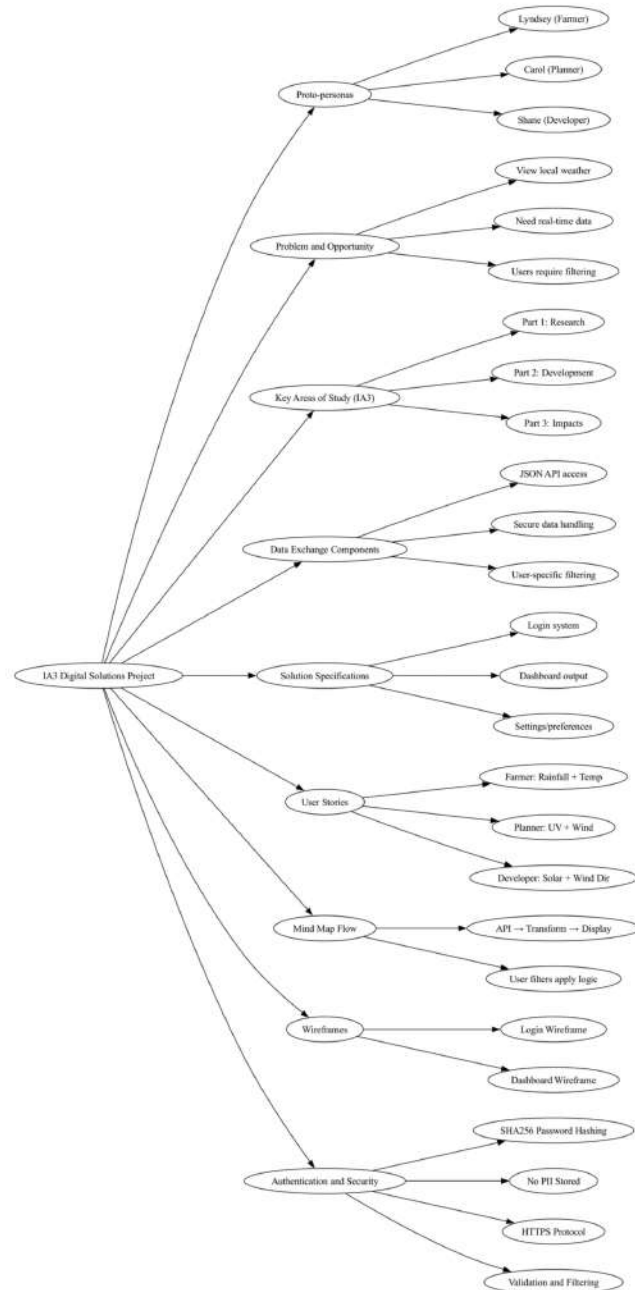 Lyndsey (Farmer)
Carol (Planner)
Proto-personas
Shane (Developer)
View local weather
Need real-time data
Problem and Opportunity
Users require filtering
Part 1: Research
Part 2: Development
Key Areas of Study (IA3)
Part 3: Impacts
JSON API access
Secure data handling
Data Exchange Components
User-specific filtering
Login system
IA3 Digital Solutions Project
Solution Specifications
Dashboard output
Settings/preferences
Farmer: Rainfall + Temp
User Stories
Planner: UV + Wind
Developer: Solar + Wind Dir
Mind Map Flow
API → Transform → Display
User filters apply logic
Wireframes
Login Wireframe
Dashboard Wireframe
SHA256 Password Hashing
Authentication and Security
No PII Stored
HTTPS Protocol
Validation and Filtering